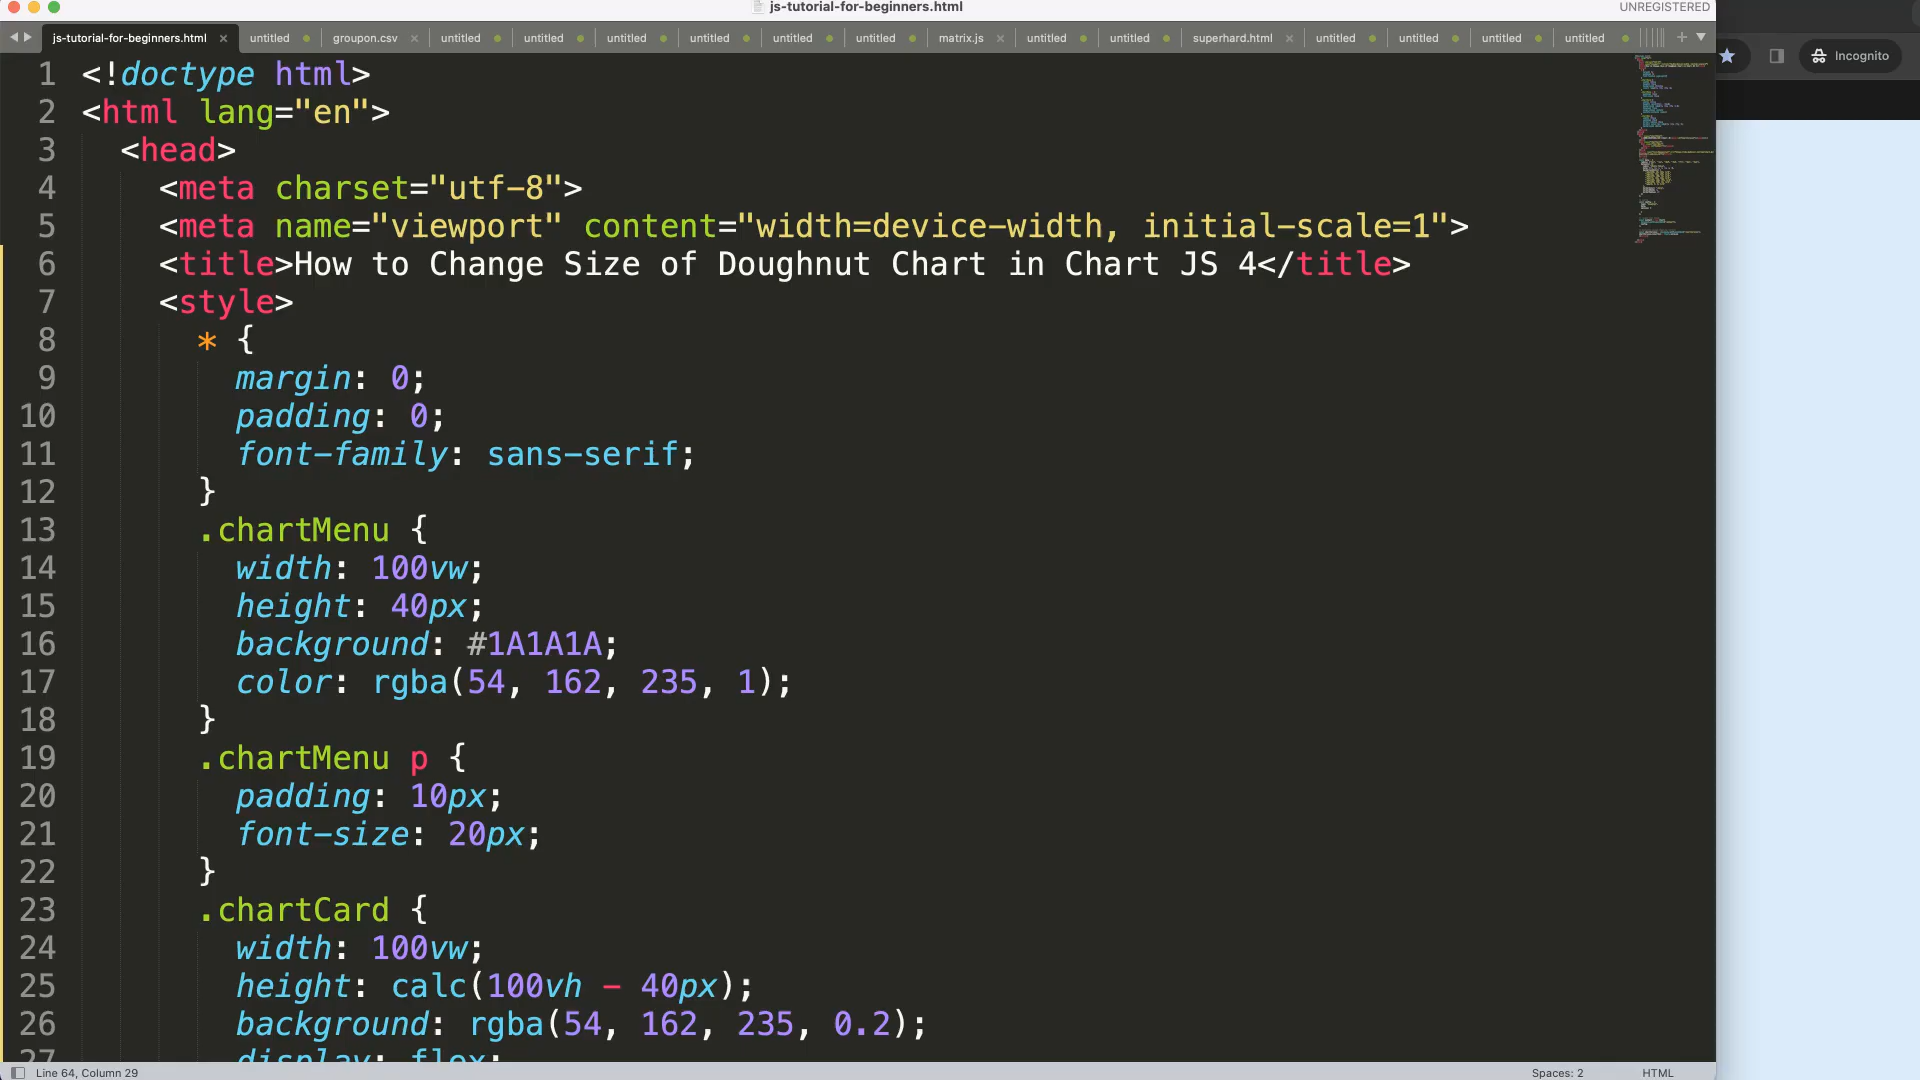 js-tutorial-for-beginners.html
UNREGISTERED
js-tutorial-for-beginners.html untitled groupon.csv untitled untitled untitled untitled untitled untitled matrix.js untitled untitled superhard.html untitled untitled untitled untitled
Incognito
1 <!doctype html>
2 <html lang="en">
3 <head>
4 <meta charset="utf-8">
5 <meta name="viewport" content="width=device-width, initial-scale=1">
6 <title>How to Change Size of Doughnut Chart in Chart JS 4</title>
7 <style>
8 * {
9 margin: 0;
10 padding: 0;
11 font-family: sans-serif;
12 }
13 .chartMenu {
14 width: 100vw;
15 height: 40px;
16 background: #1A1A1A;
17 color: rgba(54, 162, 235, 1);
18 }
19 .chartMenu p {
20 padding: 10px;
21 font-size: 20px;
22 }
23 .chartCard {
24 width: 100vw;
25 height: calc(100vh - 40px);
26 background: rgba(54, 162, 235, 0.2);
27 display: flex;
Line 64, Column 29
Spaces: 2
HTML